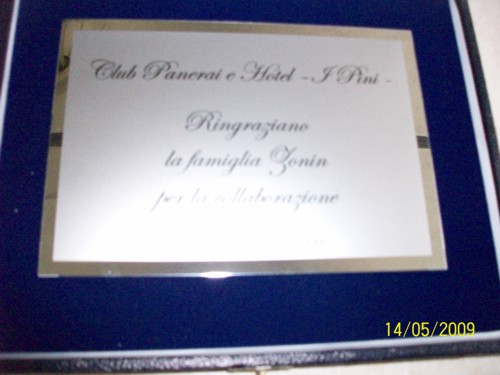 Club Panerai e Hotel - I Pini -
Ringraziano
la famiglia Zonin
per la collaborazione
14/05/2009